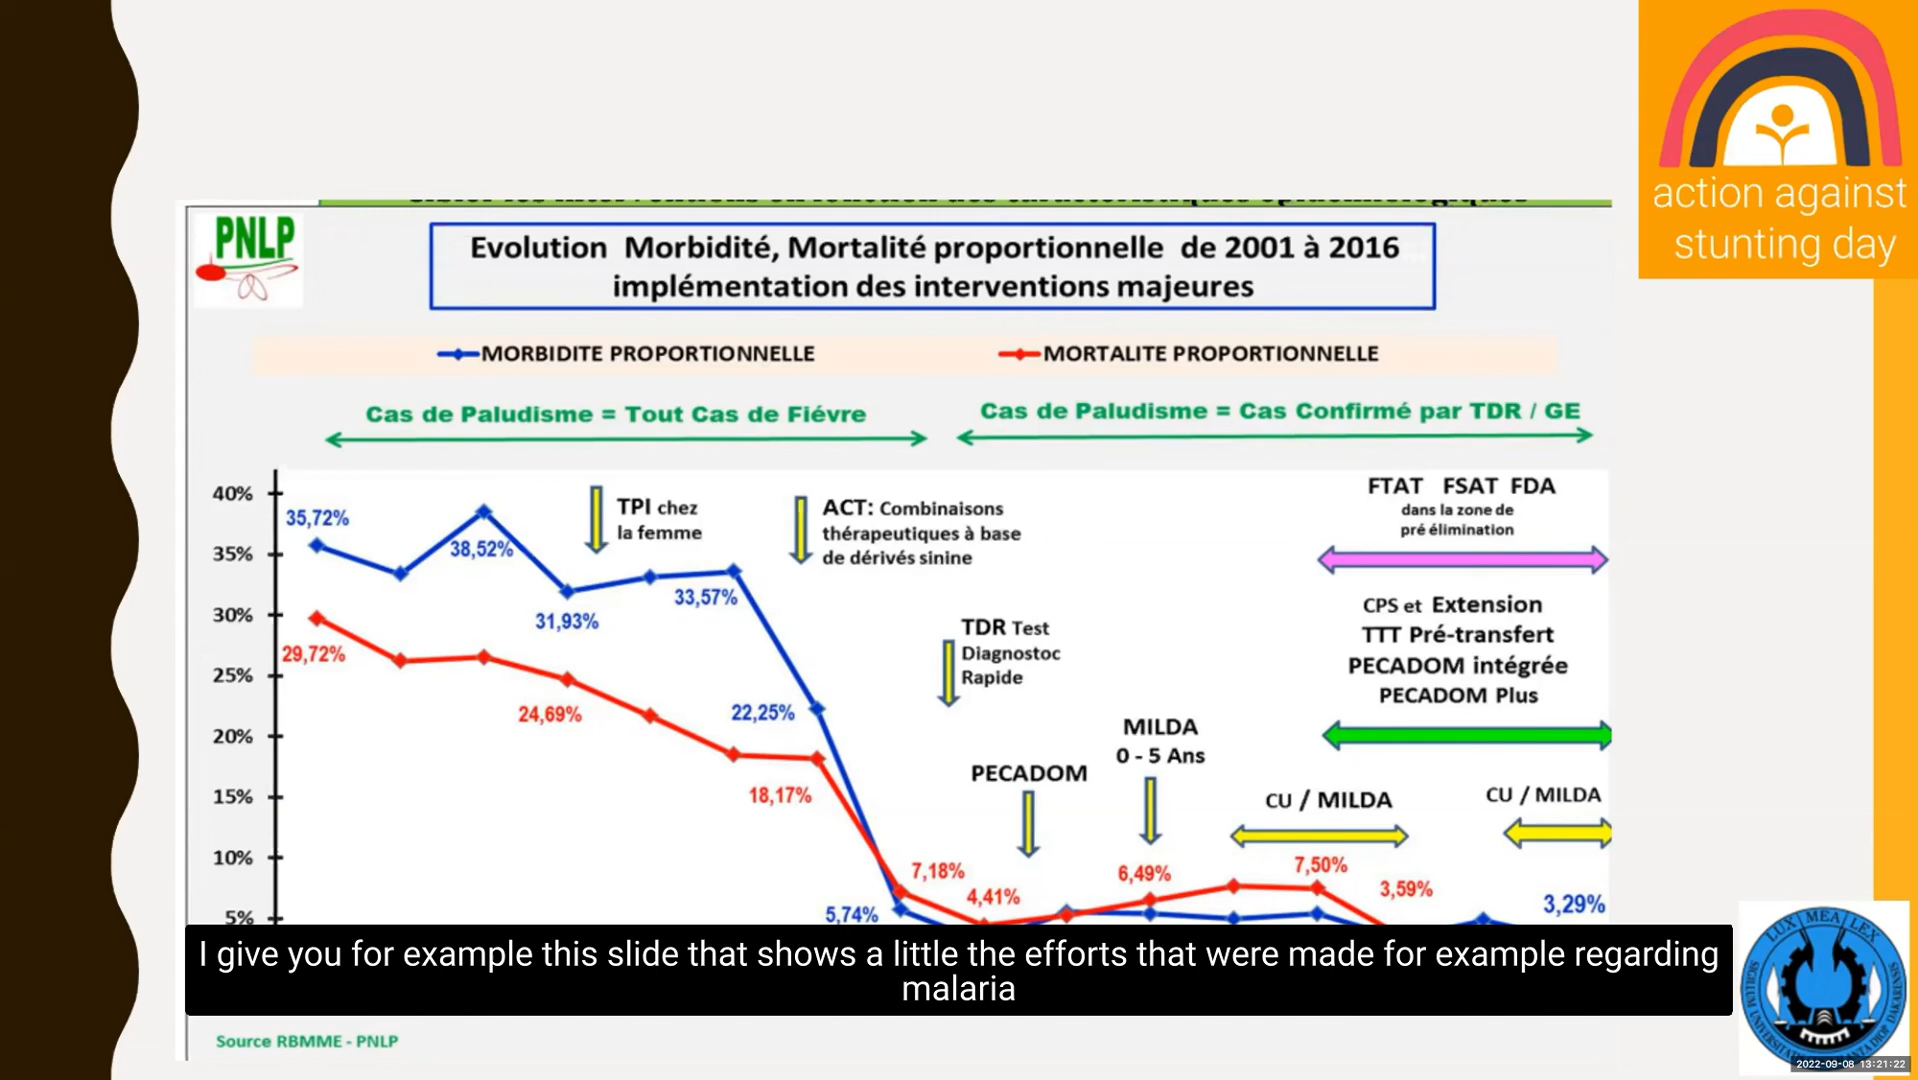 action against
stunting day
PNLP
Evolution Morbidité, Mortalité proportionnelle de 2001 à 2016
implémentation des interventions majeures
MORBIDITE PROPORTIONNELLE
MORTALITE PROPORTIONNELLE
Cas de Paludisme = Tout Cas de Fiévre
Cas de Paludisme = Cas Confirmé par TDR / GE
40%
35%
30%
25%
20%
15%
10%
5%
35,72%
38,52%
31,93%
33,57%
22,25%
5,74%
3,29%
29,72%
24,69%
18,17%
7,18%
4,41%
6,49%
7,50%
3,59%
TPI chez
la femme
ACT: Combinaisons
thérapeutiques à base
de dérivés sinine
TDR Test
Diagnostoc
Rapide
PECADOM
MILDA
0 - 5 Ans
FTAT FSAT FDA
dans la zone de
pré élimination
CPS et Extension
TTT Pré-transfert
PECADOM intégrée
PECADOM Plus
CU / MILDA
CU / MILDA
I give you for example this slide that shows a little the efforts that were made for example regarding
malaria
Source RBMME - PNLP
LUX MEA LEX
2022-09-08 13:21:22